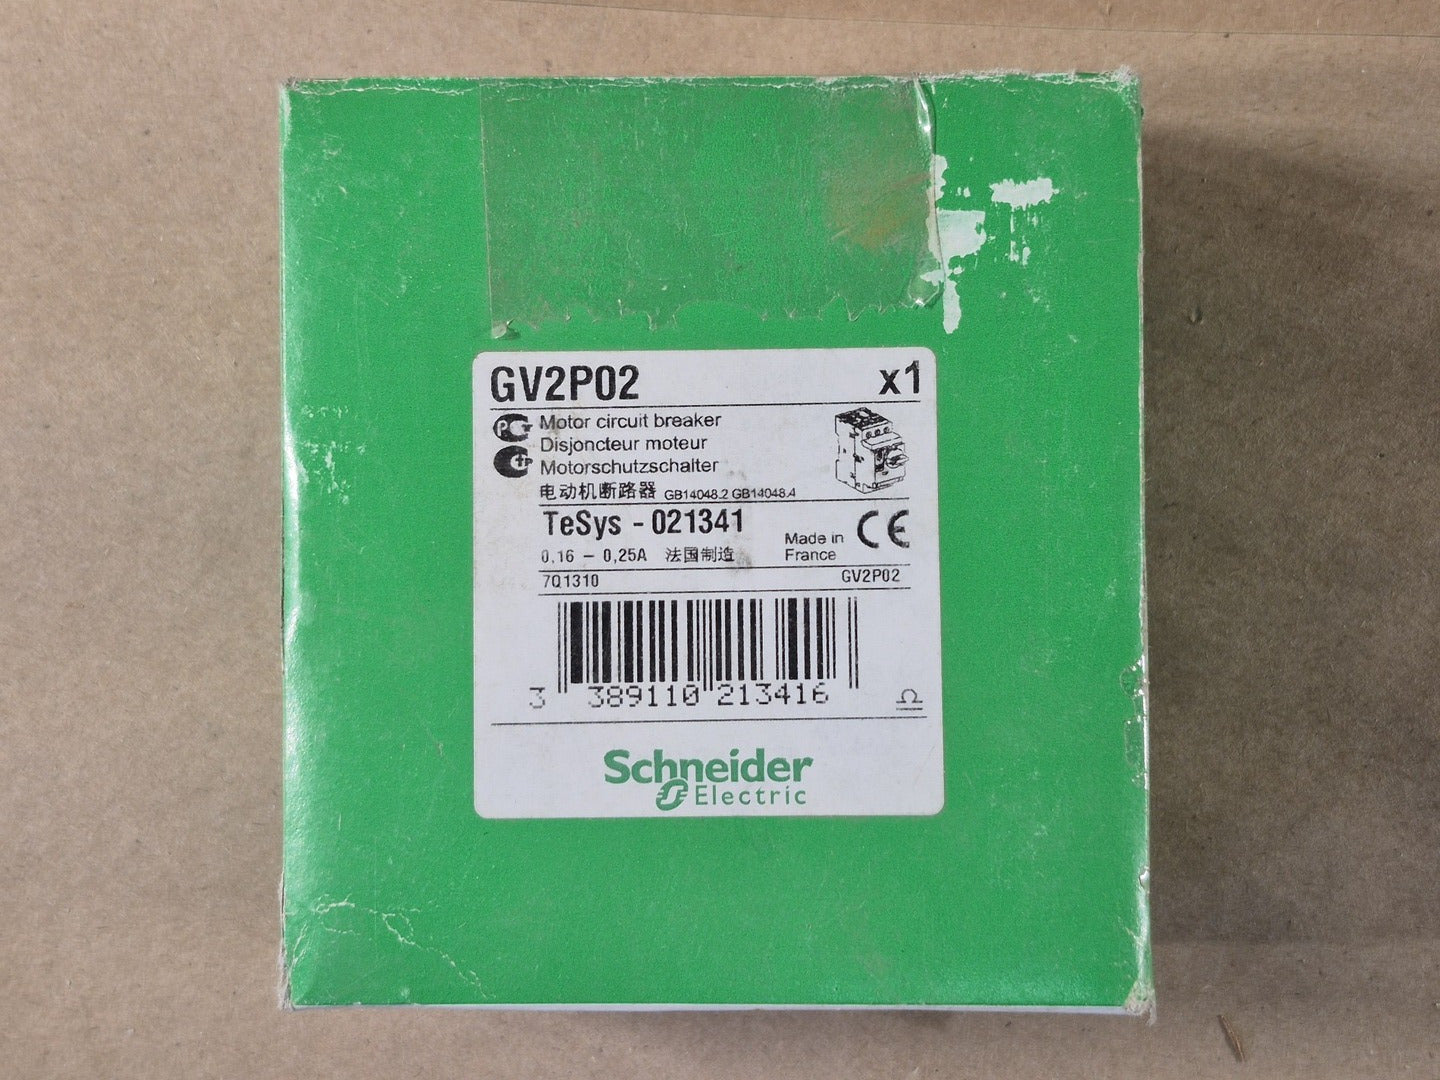 GV2P02 x1
Motor circuit breaker
Disjoncteur moteur
Motorschutzschalter
电动机断路器 GB14048.2 GB14048.4
TeSys - 021341
0,16 - 0,25A 法国制造
Made in
France
CE
7Q1310 GV2P02
3 389110 213416
Schneider
Electric